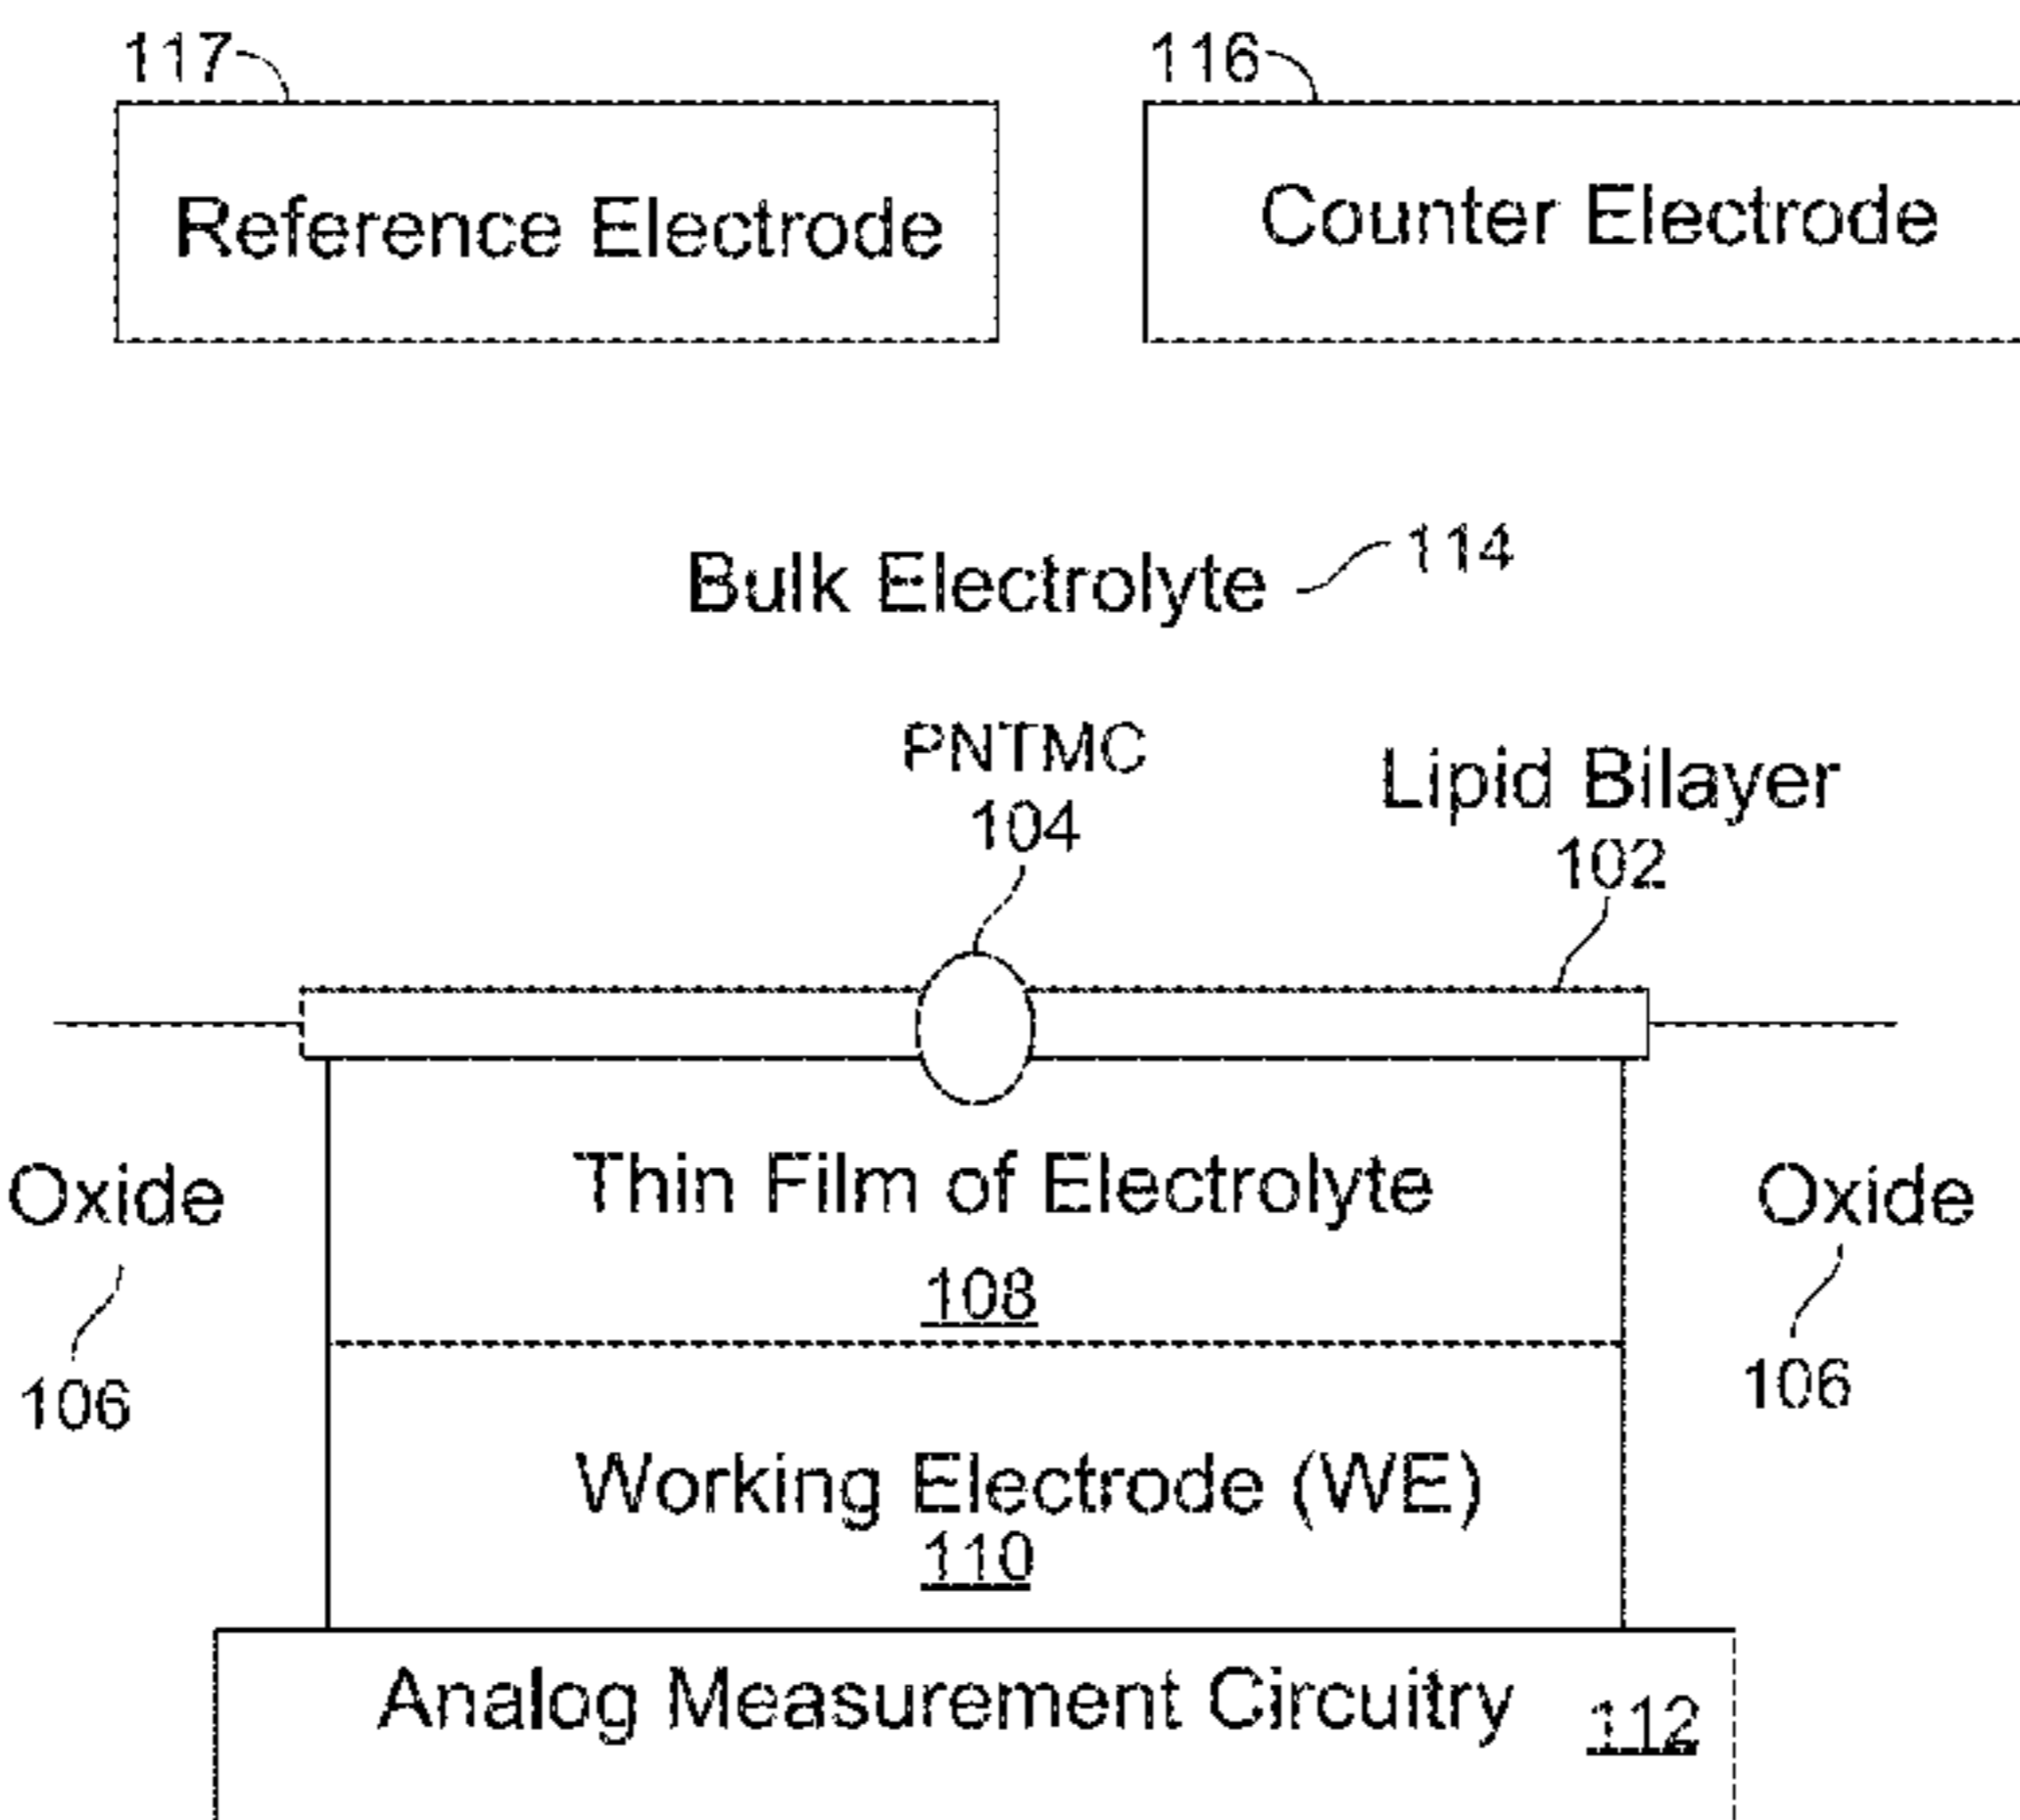 117
116
Reference Electrode
Counter Electrode
Bulk Electrolyte
114
PNTMC
104
Lipid Bilayer
102
Oxide
106
Thin Film of Electrolyte
108
Oxide
106
Working Electrode (WE)
110
Analog Measurement Circuitry
112